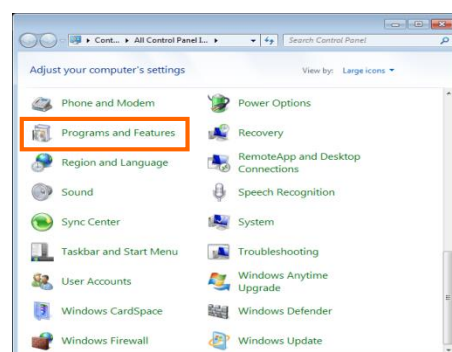 Cont... All Control Panel I... Search Control Panel
Adjust your computer's settings View by: Large icons
Phone and Modem Power Options
Programs and Features Recovery
Region and Language RemoteApp and Desktop
Connections
Sound Speech Recognition
Sync Center System
Taskbar and Start Menu Troubleshooting
User Accounts Windows Anytime
Upgrade
Windows CardSpace Windows Defender
Windows Firewall Windows Update